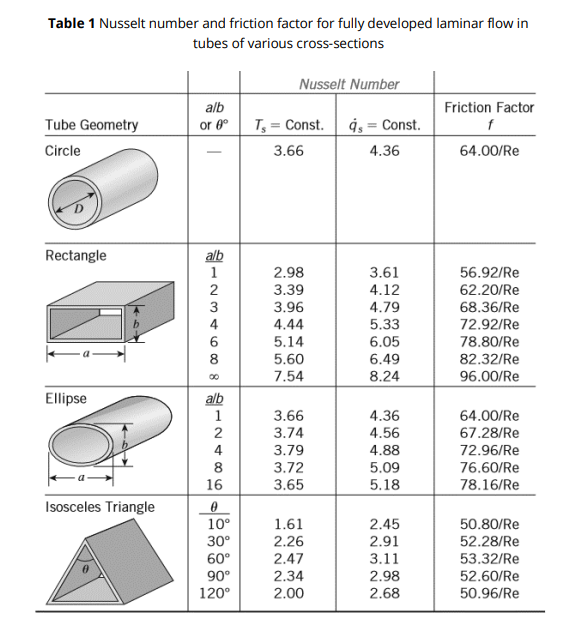 Table 1 Nusselt number and friction factor for fully developed laminar flow in
tubes of various cross-sections
Nusselt Number
a/b Friction Factor
Tube Geometry or θ° Tₛ = Const. q̇ₛ = Const. f
Circle — 3.66 4.36 64.00/Re
D
Rectangle a/b
1 2.98 3.61 56.92/Re
2 3.39 4.12 62.20/Re
3 3.96 4.79 68.36/Re
b 4 4.44 5.33 72.92/Re
a 6 5.14 6.05 78.80/Re
8 5.60 6.49 82.32/Re
∞ 7.54 8.24 96.00/Re
Ellipse a/b
1 3.66 4.36 64.00/Re
2 3.74 4.56 67.28/Re
b 4 3.79 4.88 72.96/Re
8 3.72 5.09 76.60/Re
a 16 3.65 5.18 78.16/Re
Isosceles Triangle θ
10° 1.61 2.45 50.80/Re
30° 2.26 2.91 52.28/Re
60° 2.47 3.11 53.32/Re
θ 90° 2.34 2.98 52.60/Re
120° 2.00 2.68 50.96/Re